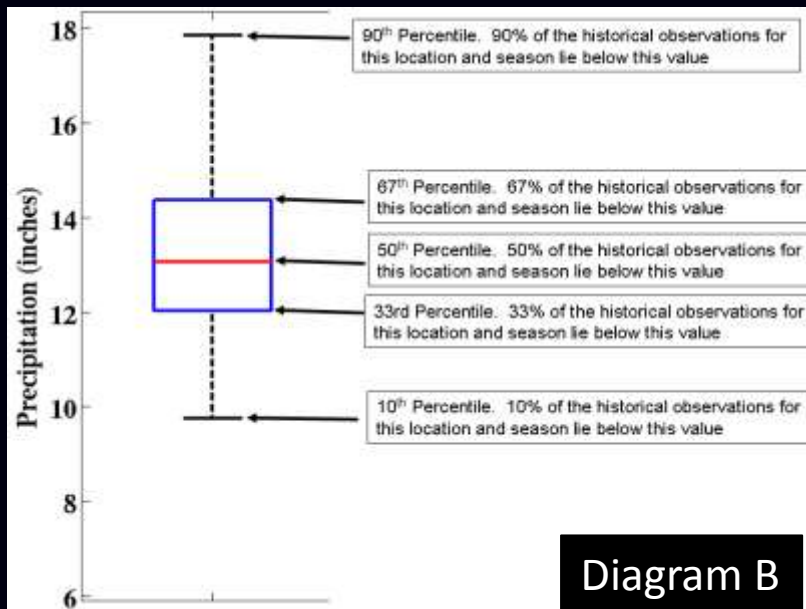 Precipitation (inches)
18
16
14
12
10
8
6
90th Percentile. 90% of the historical observations for
this location and season lie below this value
67th Percentile. 67% of the historical observations for
this location and season lie below this value
50th Percentile. 50% of the historical observations for
this location and season lie below this value
33rd Percentile. 33% of the historical observations for
this location and season lie below this value
10th Percentile. 10% of the historical observations for
this location and season lie below this value
Diagram B